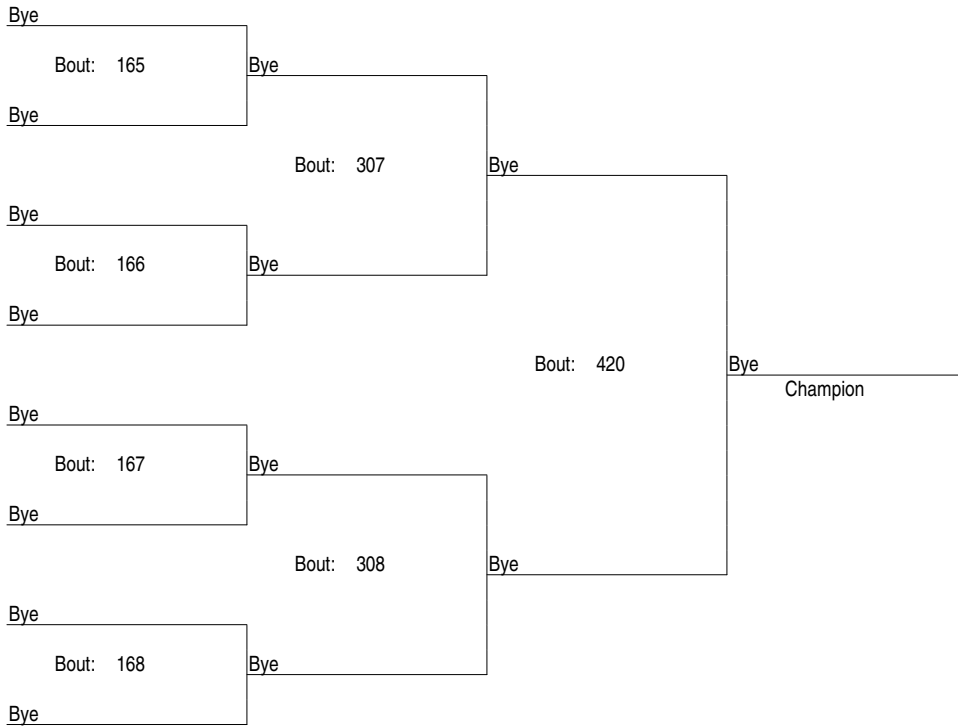 Bye
Bout: 165 Bye
Bye
Bout: 307 Bye
Bye
Bout: 166 Bye
Bye
Bout: 420 Bye
Champion
Bye
Bout: 167 Bye
Bye
Bout: 308 Bye
Bye
Bout: 168 Bye
Bye